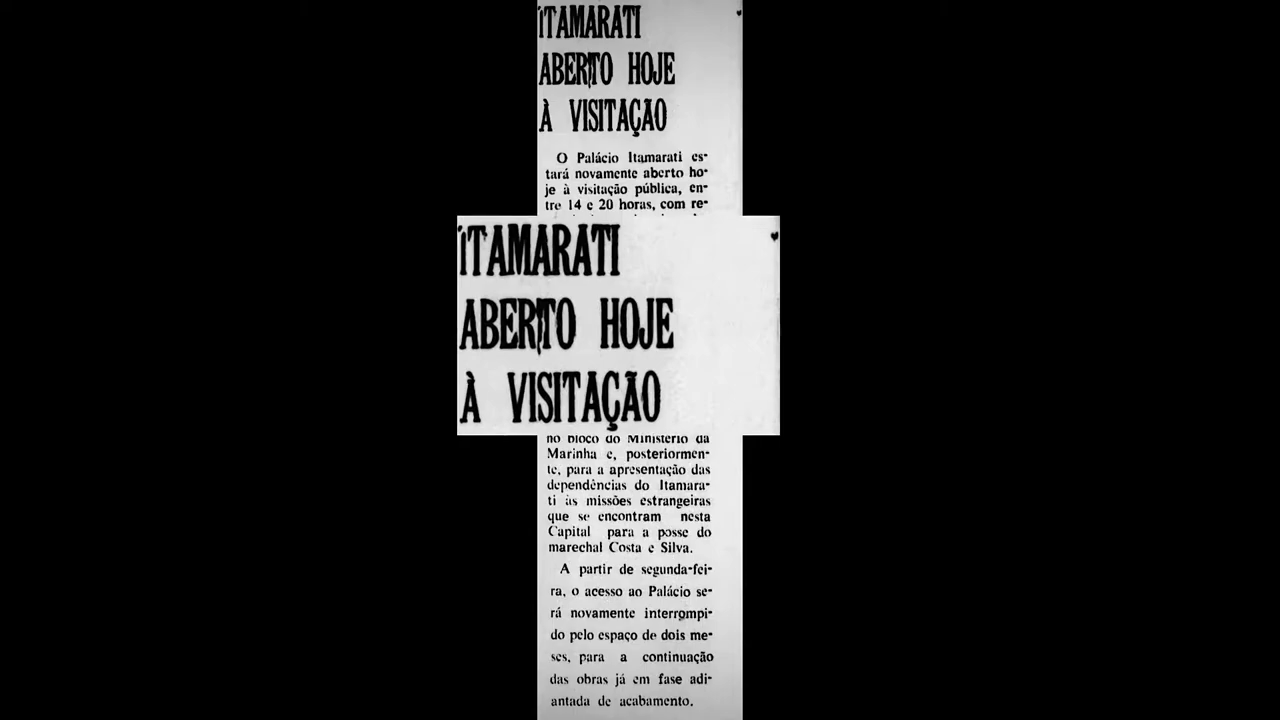 ITAMARATI
ABERTO HOJE
À VISITAÇÃO
O Palácio Itamarati es-
tará novamente aberto ho-
je à visitação pública, en-
tre 14 e 20 horas, com re-
ITAMARATI
ABERTO HOJE
À VISITAÇÃO
no bloco do Ministério da
Marinha e, posteriormen-
te, para a apresentação das
dependências do Itamara-
ti às missões estrangeiras
que se encontram nesta
Capital para a posse do
marechal Costa e Silva.
A partir de segunda-fei-
ra, o acesso ao Palácio se-
rá novamente interrompi-
do pelo espaço de dois me-
ses, para a continuação
das obras já em fase adi-
antada de acabamento.